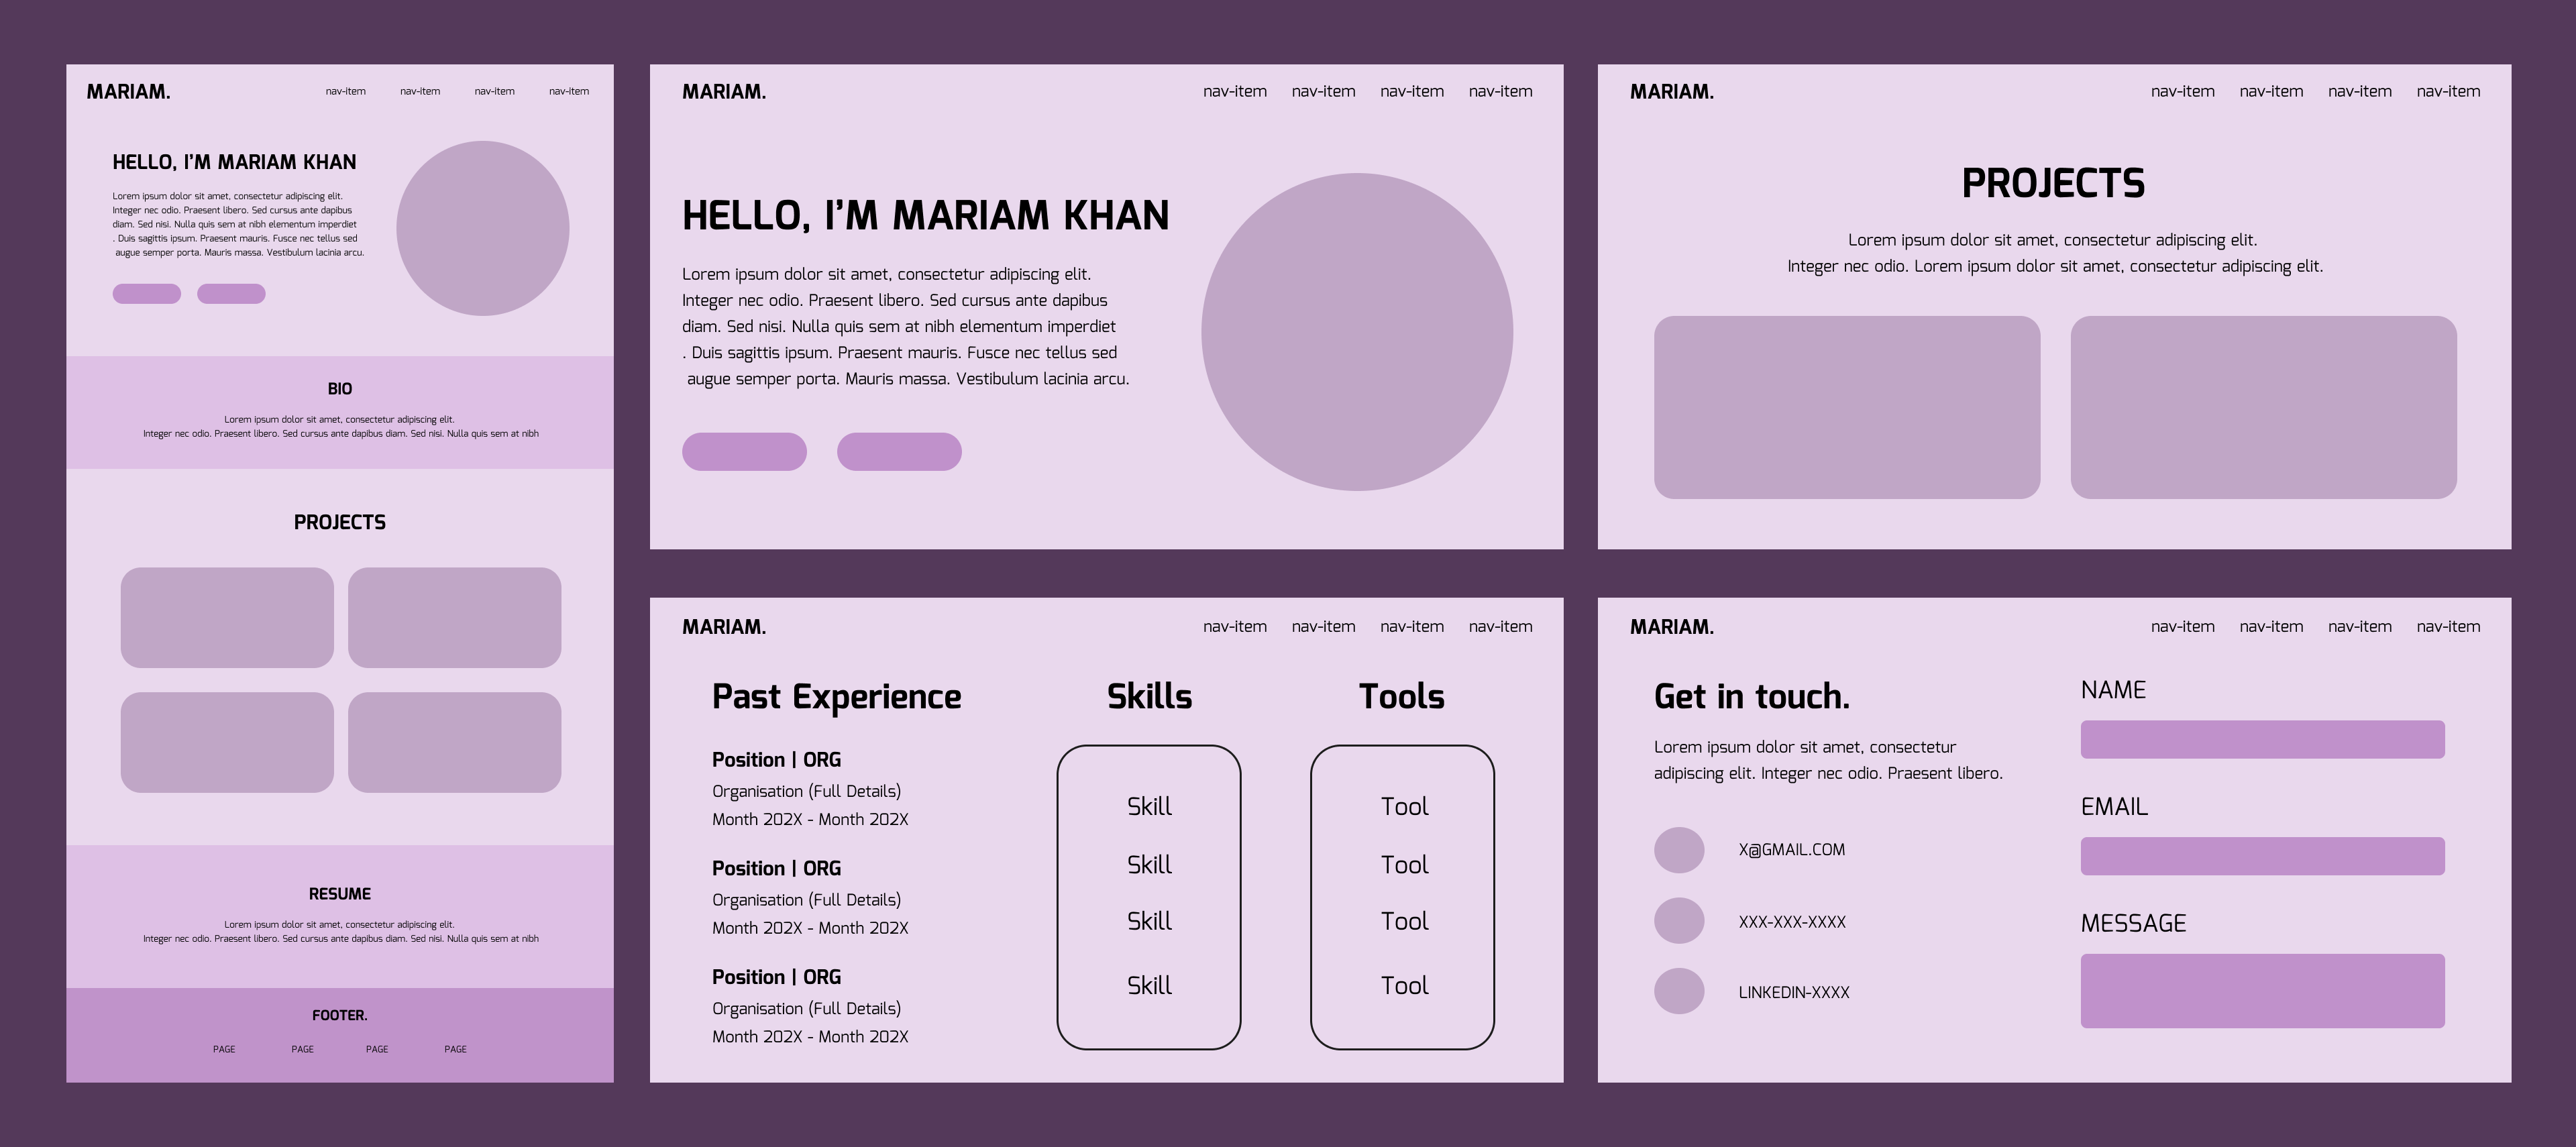 MARIAM.
nav-item nav-item nav-item nav-item
HELLO, I’M MARIAM KHAN
Lorem ipsum dolor sit amet, consectetur adipiscing elit.
Integer nec odio. Praesent libero. Sed cursus ante dapibus
diam. Sed nisi. Nulla quis sem at nibh elementum imperdiet
. Duis sagittis ipsum. Praesent mauris. Fusce nec tellus sed
augue semper porta. Mauris massa. Vestibulum lacinia arcu.
BIO
Lorem ipsum dolor sit amet, consectetur adipiscing elit.
Integer nec odio. Praesent libero. Sed cursus ante dapibus diam. Sed nisi. Nulla quis sem at nibh
PROJECTS
RESUME
Lorem ipsum dolor sit amet, consectetur adipiscing elit.
Integer nec odio. Praesent libero. Sed cursus ante dapibus diam. Sed nisi. Nulla quis sem at nibh
FOOTER.
PAGE PAGE PAGE PAGE
MARIAM.
nav-item nav-item nav-item nav-item
HELLO, I’M MARIAM KHAN
Lorem ipsum dolor sit amet, consectetur adipiscing elit.
Integer nec odio. Praesent libero. Sed cursus ante dapibus
diam. Sed nisi. Nulla quis sem at nibh elementum imperdiet
. Duis sagittis ipsum. Praesent mauris. Fusce nec tellus sed
augue semper porta. Mauris massa. Vestibulum lacinia arcu.
MARIAM.
nav-item nav-item nav-item nav-item
PROJECTS
Lorem ipsum dolor sit amet, consectetur adipiscing elit.
Integer nec odio. Lorem ipsum dolor sit amet, consectetur adipiscing elit.
MARIAM.
nav-item nav-item nav-item nav-item
Past Experience
Position | ORG
Organisation (Full Details)
Month 202X - Month 202X
Position | ORG
Organisation (Full Details)
Month 202X - Month 202X
Position | ORG
Organisation (Full Details)
Month 202X - Month 202X
Skills
Skill
Skill
Skill
Skill
Tools
Tool
Tool
Tool
Tool
MARIAM.
nav-item nav-item nav-item nav-item
Get in touch.
Lorem ipsum dolor sit amet, consectetur
adipiscing elit. Integer nec odio. Praesent libero.
X@GMAIL.COM
XXX-XXX-XXXX
LINKEDIN-XXXX
NAME
EMAIL
MESSAGE